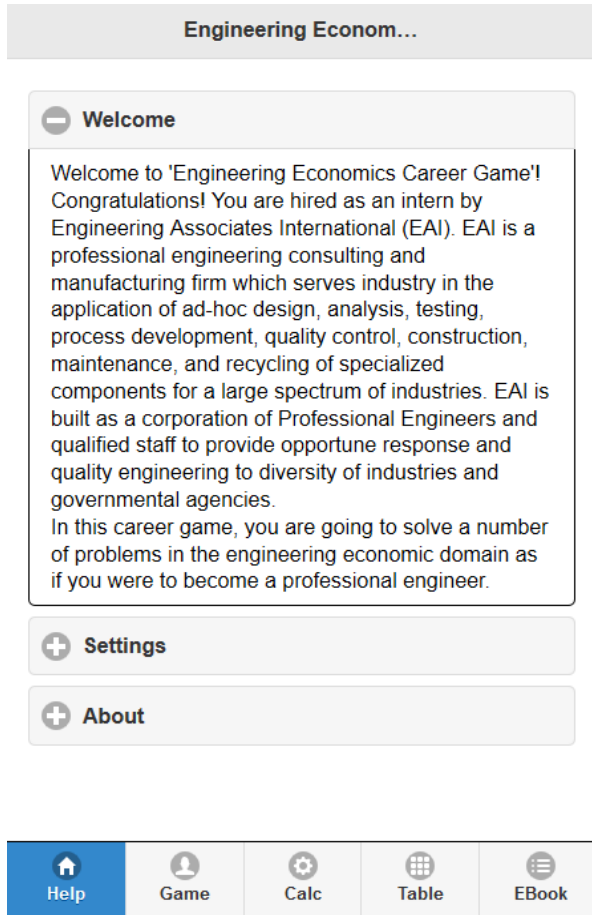 Engineering Econom...
Welcome
Welcome to 'Engineering Economics Career Game'!
Congratulations! You are hired as an intern by
Engineering Associates International (EAI). EAI is a
professional engineering consulting and
manufacturing firm which serves industry in the
application of ad-hoc design, analysis, testing,
process development, quality control, construction,
maintenance, and recycling of specialized
components for a large spectrum of industries. EAI is
built as a corporation of Professional Engineers and
qualified staff to provide opportune response and
quality engineering to diversity of industries and
governmental agencies.
In this career game, you are going to solve a number
of problems in the engineering economic domain as
if you were to become a professional engineer.
Settings
About
Help Game Calc Table EBook